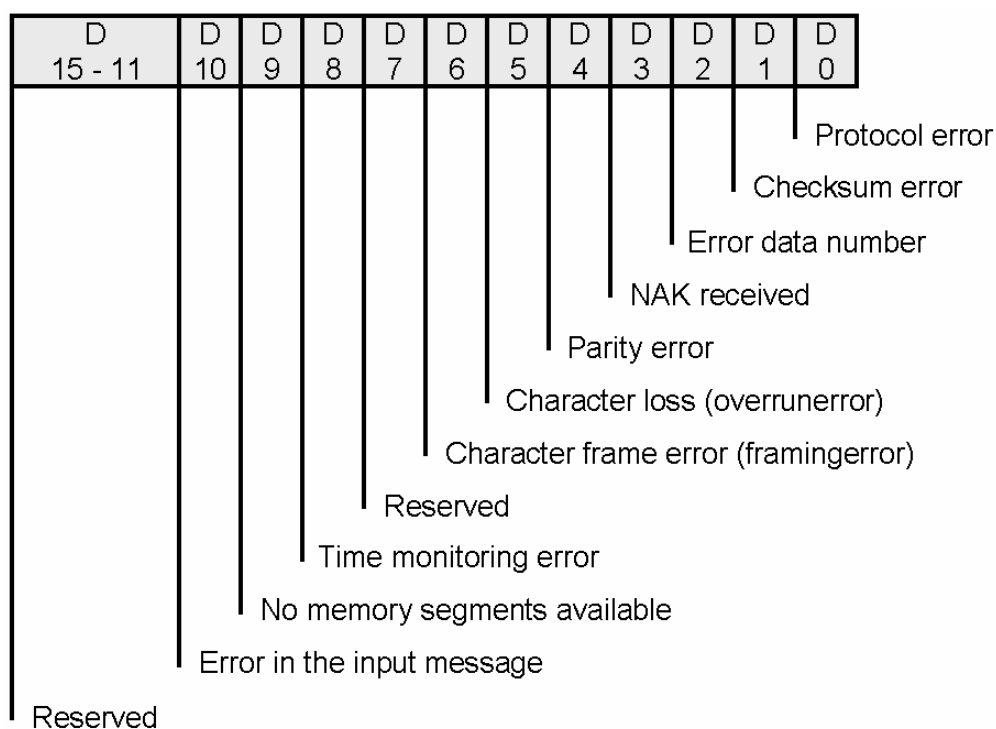 D D D D D D D D D D D D
15 - 11 10 9 8 7 6 5 4 3 2 1 0
Protocol error
Checksum error
Error data number
NAK received
Parity error
Character loss (overrunerror)
Character frame error (framingerror)
Reserved
Time monitoring error
No memory segments available
Error in the input message
Reserved